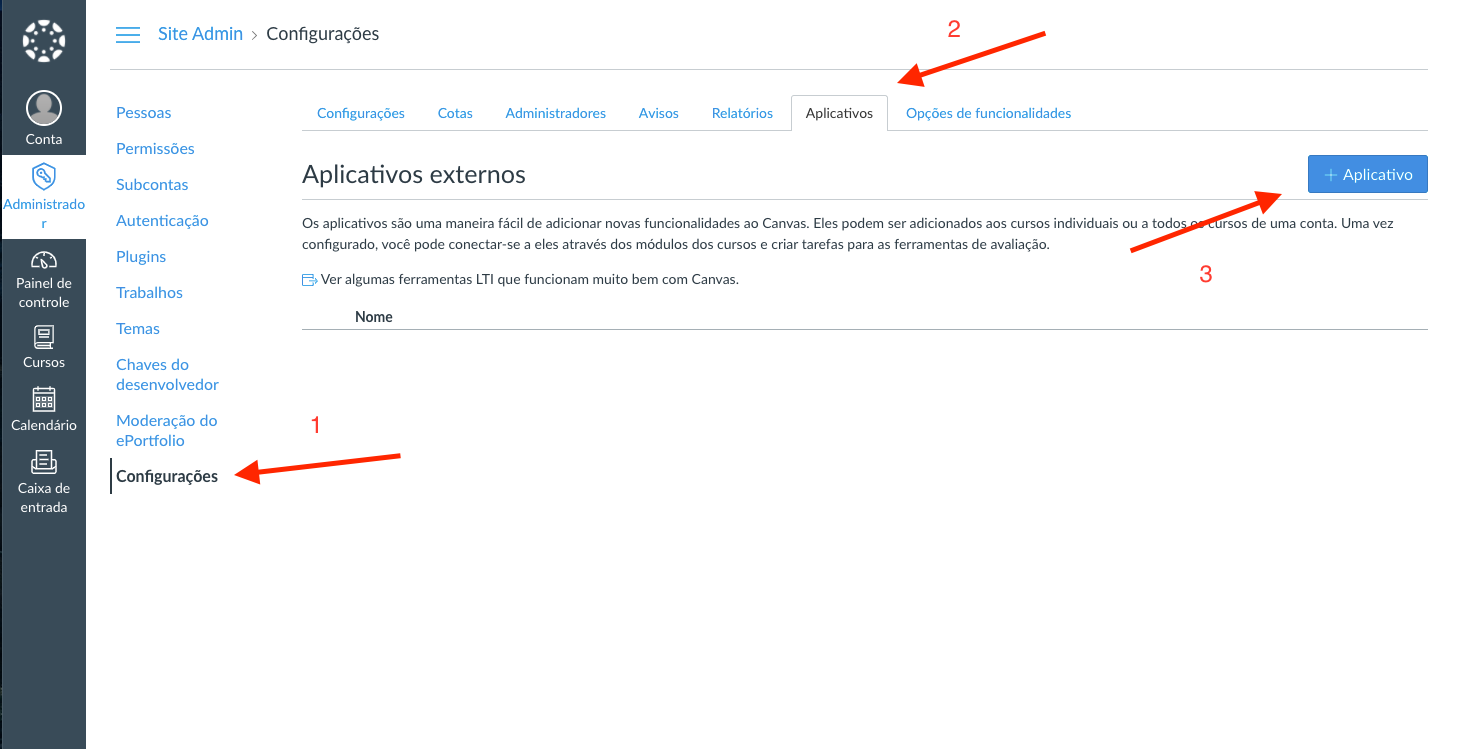 Site Admin > Configurações
2
Conta
Administrado
r
Painel de
controle
Cursos
Calendário
Caixa de
entrada
Pessoas
Permissões
Subcontas
Autenticação
Plugins
Trabalhos
Temas
Chaves do
desenvolvedor
Moderação do
ePortfolio
Configurações
1
Configurações Cotas Administradores Avisos Relatórios Aplicativos Opções de funcionalidades
Aplicativos externos
+ Aplicativo
Os aplicativos são uma maneira fácil de adicionar novas funcionalidades ao Canvas. Eles podem ser adicionados aos cursos individuais ou a todos os cursos de uma conta. Uma vez
configurado, você pode conectar-se a eles através dos módulos dos cursos e criar tarefas para as ferramentas de avaliação.
3
Ver algumas ferramentas LTI que funcionam muito bem com Canvas.
Nome